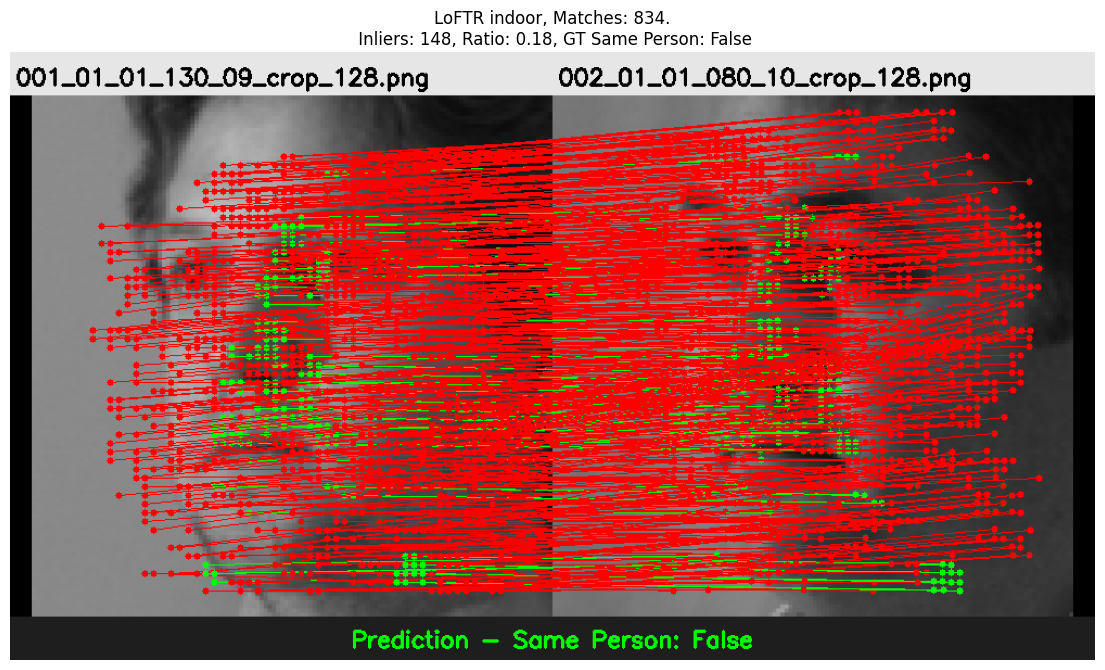 LoFTR indoor, Matches: 834.
Inliers: 148, Ratio: 0.18, GT Same Person: False
001_01_01_130_09_crop_128.png
002_01_01_080_10_crop_128.png
Prediction - Same Person: False